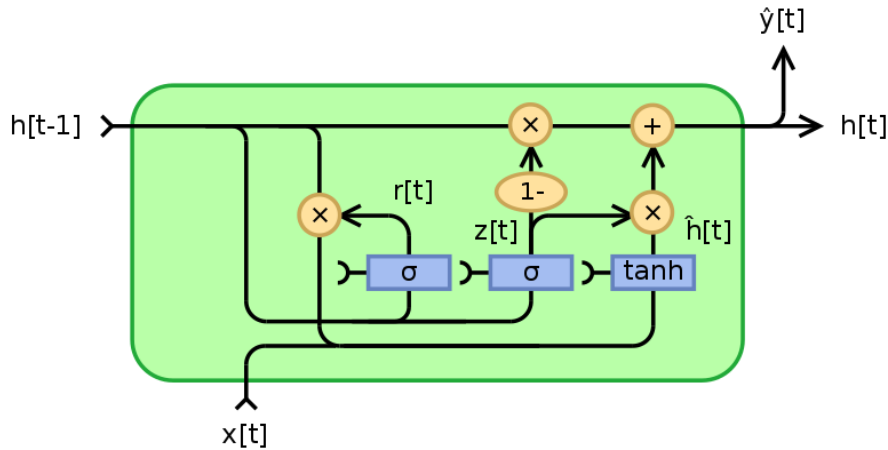 ŷ[t]
h[t-1]
×
+
h[t]
r[t]
1-
×
z[t]
×
ĥ[t]
σ
σ
tanh
x[t]